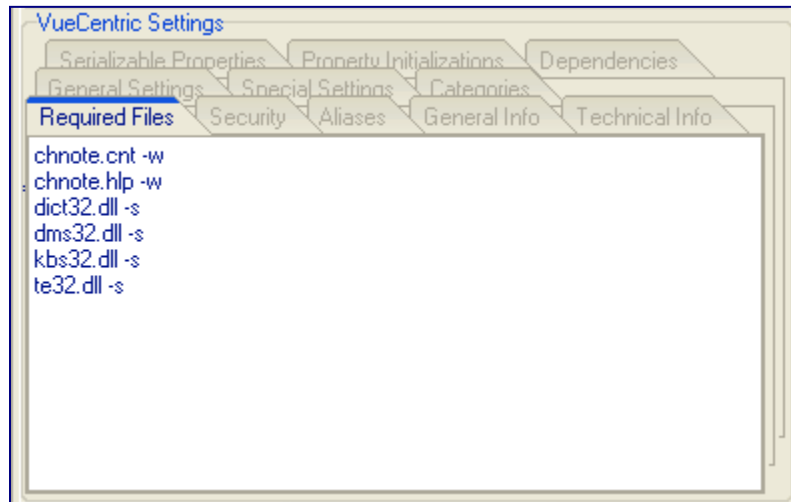 VueCentric Settings
Serializable Properties Property Initializations Dependencies
General Settings Special Settings Categories
Required Files Security Aliases General Info Technical Info
chnote.cnt -w
chnote.hlp -w
dict32.dll -s
dms32.dll -s
kbs32.dll -s
te32.dll -s